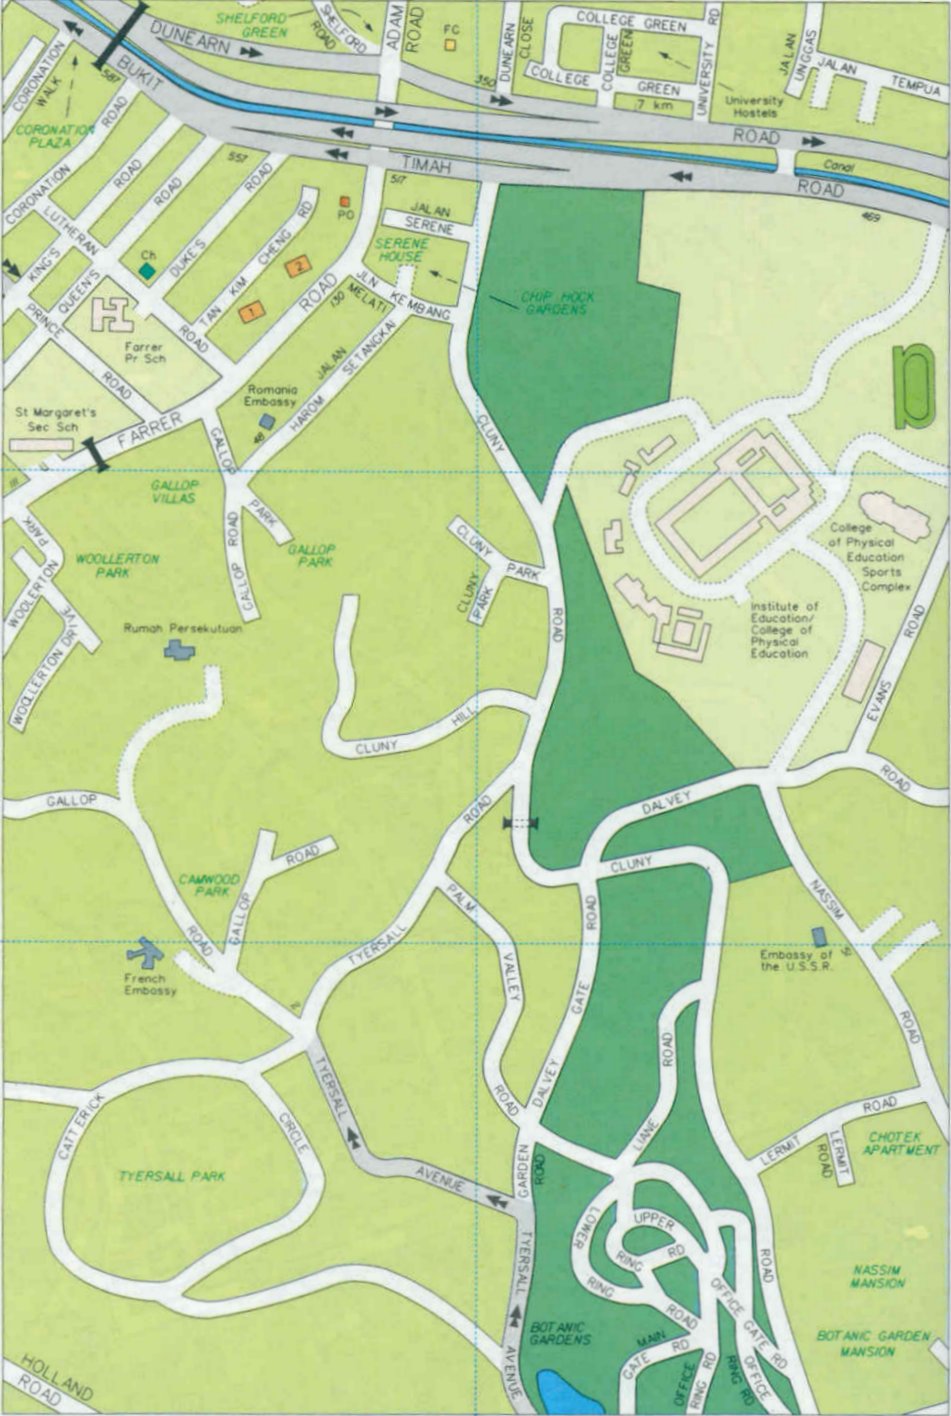 SHELFORD
GREEN
SHELFORD
ROAD
ADAM
ROAD
FC
DUNEARN
CLOSE
COLLEGE GREEN
COLLEGE
GREEN
COLLEGE
GREEN
UNIVERSITY
RD
JALAN
UNGGAS
JALAN
TEMPUA
DUNEARN
350
7 km
University
Hostels
ROAD
Canal
ROAD
469
CORONATION
WALK
587
BUKIT
CORONATION
PLAZA
ROAD
557
TIMAH
517
CORONATION
ROAD
ROAD
ROAD
LUTHERAN
KING'S
QUEEN'S
DUKE'S
Ch
TAN KIM CHENG RD
PO
2
1
JALAN
SERENE
SERENE
HOUSE
CHIP HOCK
GARDENS
ROAD
130
JLN
MELATI
KEMBANG
JALAN
HAROM SETANGKAI
PRINCE
ROAD
ROAD
Farrer
Pr Sch
Romania
Embassy
48
St Margaret's
Sec Sch
FARRER
GALLOP
CLUNY
GALLOP
VILLAS
PARK
GALLOP ROAD
PARK
GALLOP
PARK
WOOLLERTON
PARK
WOOLERTON
WOOLLERTON DRIVE
CLUNY
PARK
CLUNY
PARK
ROAD
College
of Physical
Education
Sports
Complex
Institute of
Education/
College of
Physical
Education
EVANS
ROAD
ROAD
Rumah Persekutuan
CLUNY
HILL
GALLOP
ROAD
DALVEY
ROAD
CLUNY
CAMWOOD
PARK
GALLOP
ROAD
ROAD
TYERSALL
PALM
VALLEY
ROAD
NASSIM
Embassy of
the U.S.S.R.
ROAD
French
Embassy
DALVEY
GATE
ROAD
LIANE
ROAD
TYERSALL
AVENUE
CATTERICK
CIRCLE
TYERSALL PARK
GARDEN
ROAD
LERMIT
ROAD
LERMIT
ROAD
CHOTEK
APARTMENT
UPPER
RING
RD
LOWER
RING
ROAD
ROAD
TYERSALL
AVENUE
BOTANIC
GARDENS
MAIN
GATE RD
OFFICE GATE RD
OFFICE
RING RD
OFFICE
RING RD
NASSIM
MANSION
BOTANIC GARDEN
MANSION
HOLLAND
ROAD